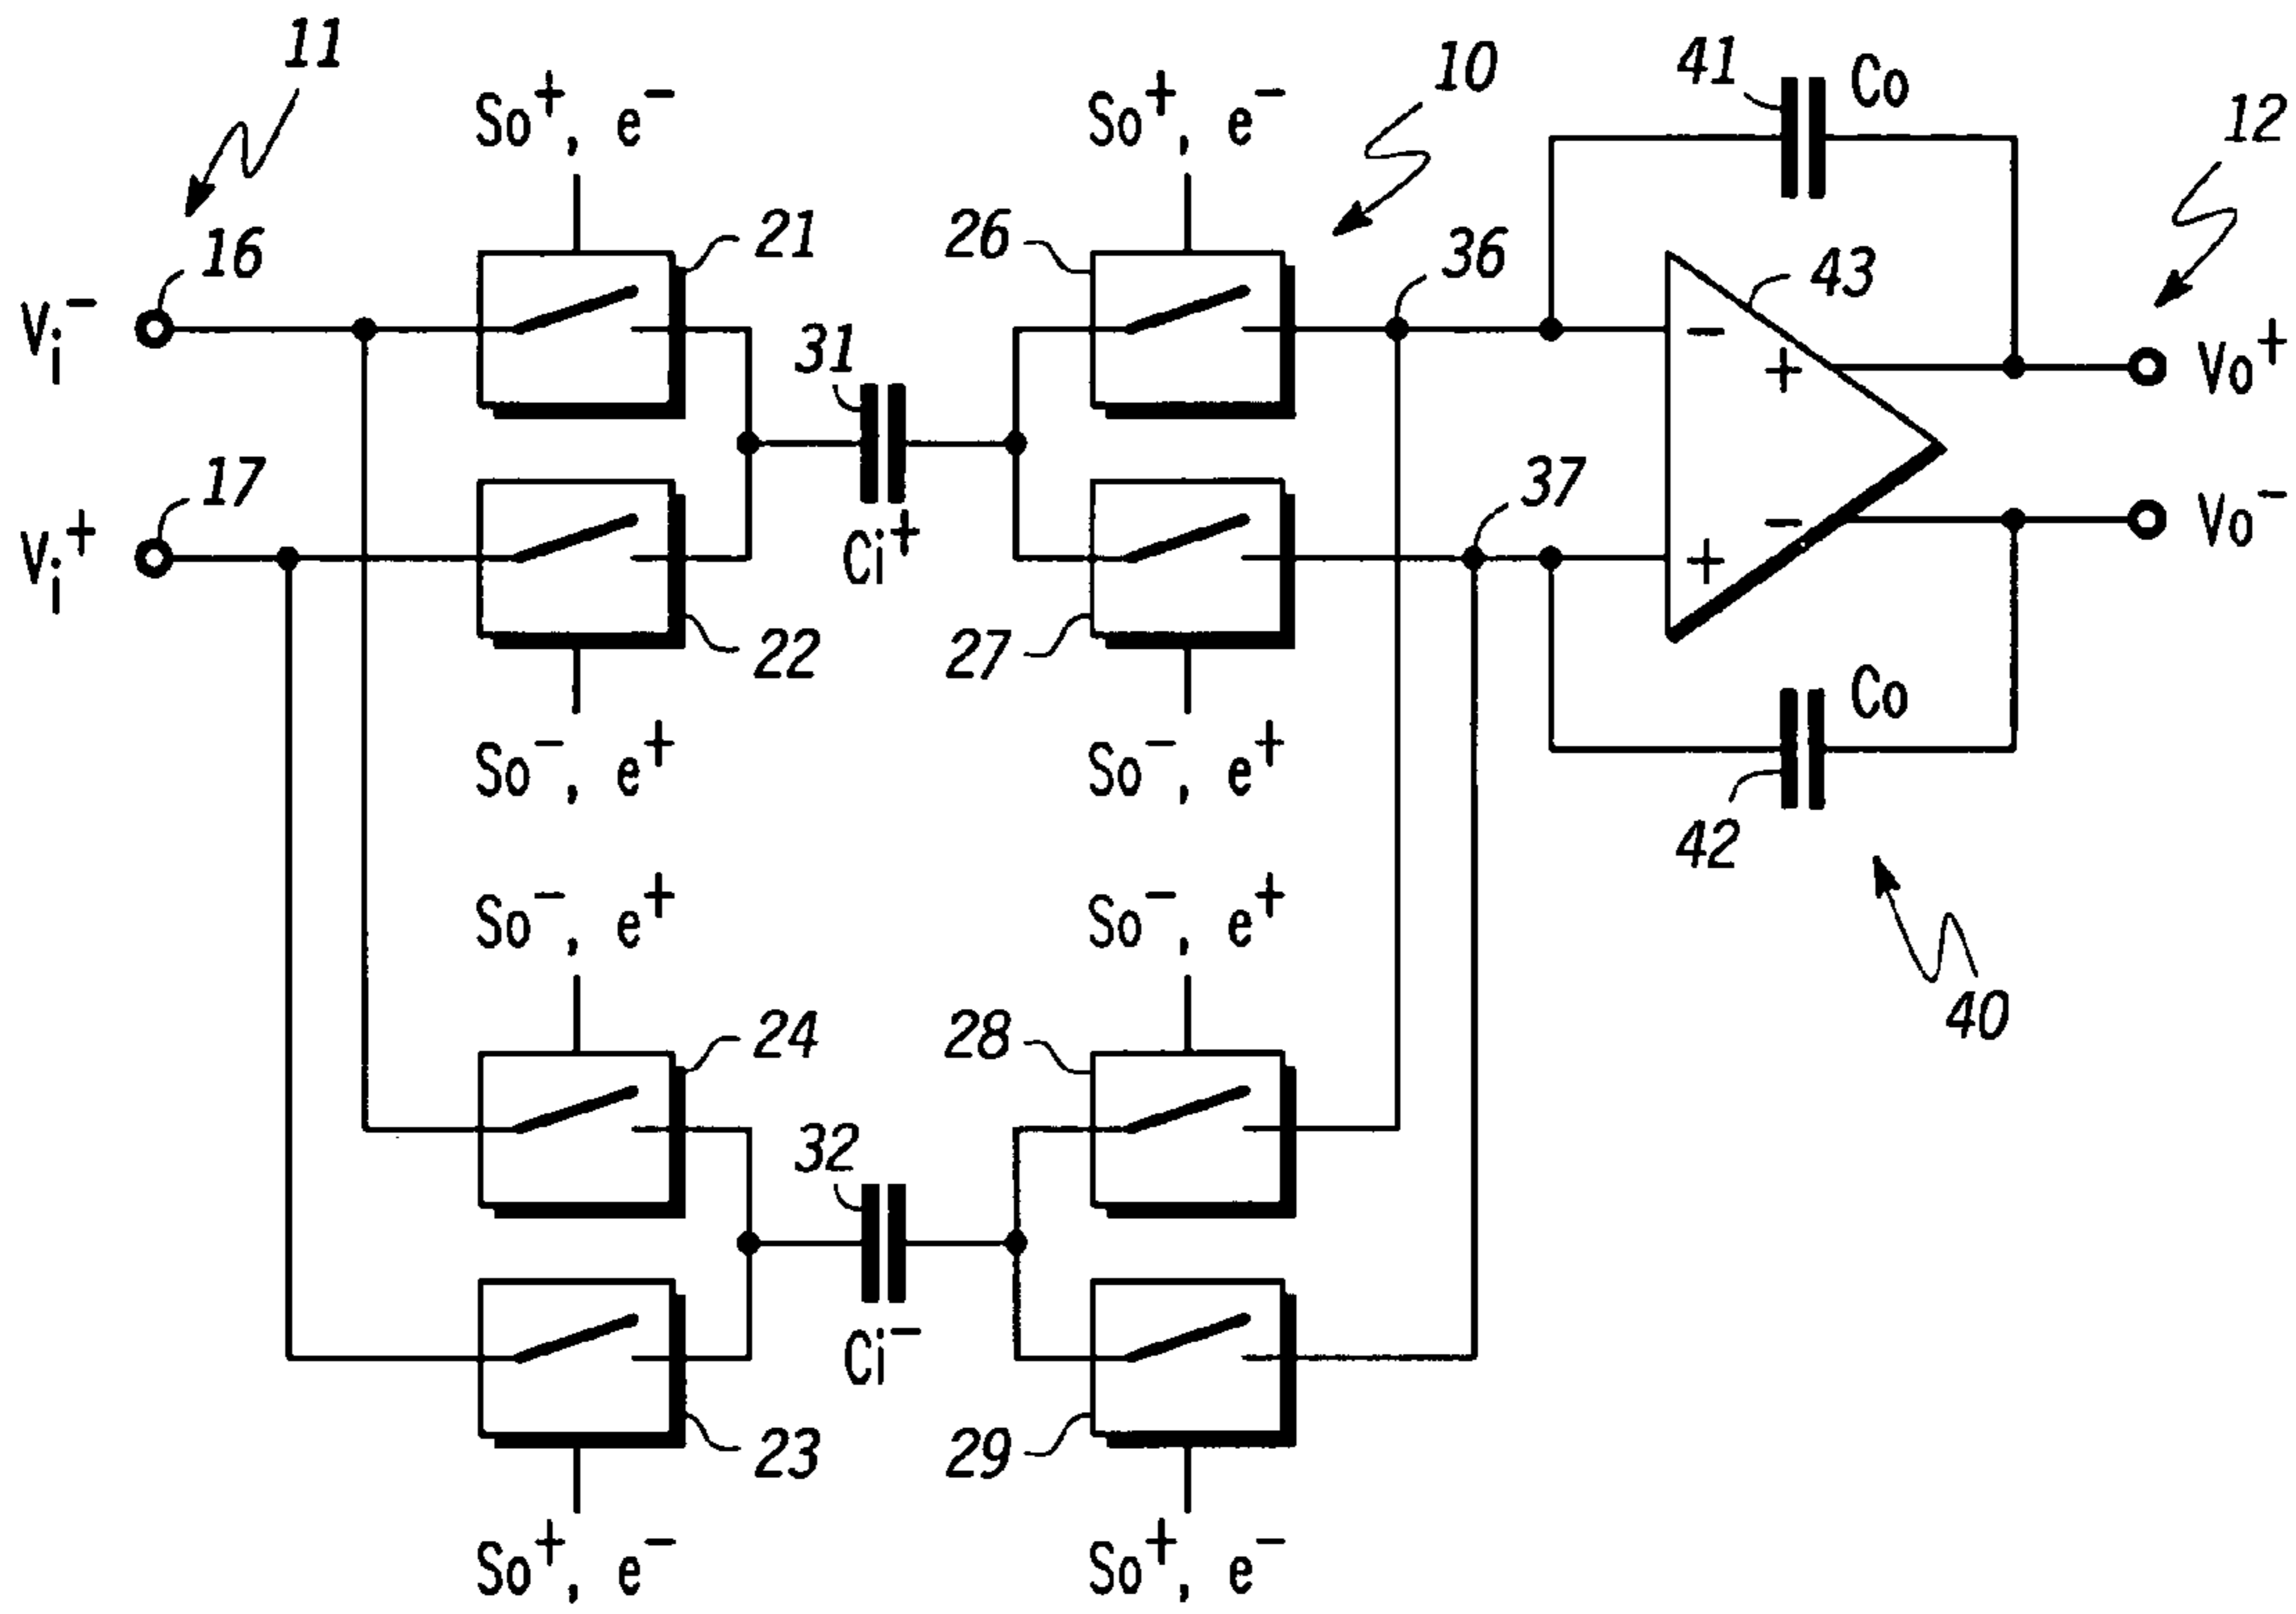 11
10
41
Co
12
So+, e-
So+, e-
16
21
26
36
43
Vi-
31
-
+
Vo+
17
37
Vi+
Ci+
+
-
Vo-
22
27
Co
So-, e+
So-, e+
42
So-, e+
So-, e+
40
24
28
32
Ci-
23
29
So+, e-
So+, e-